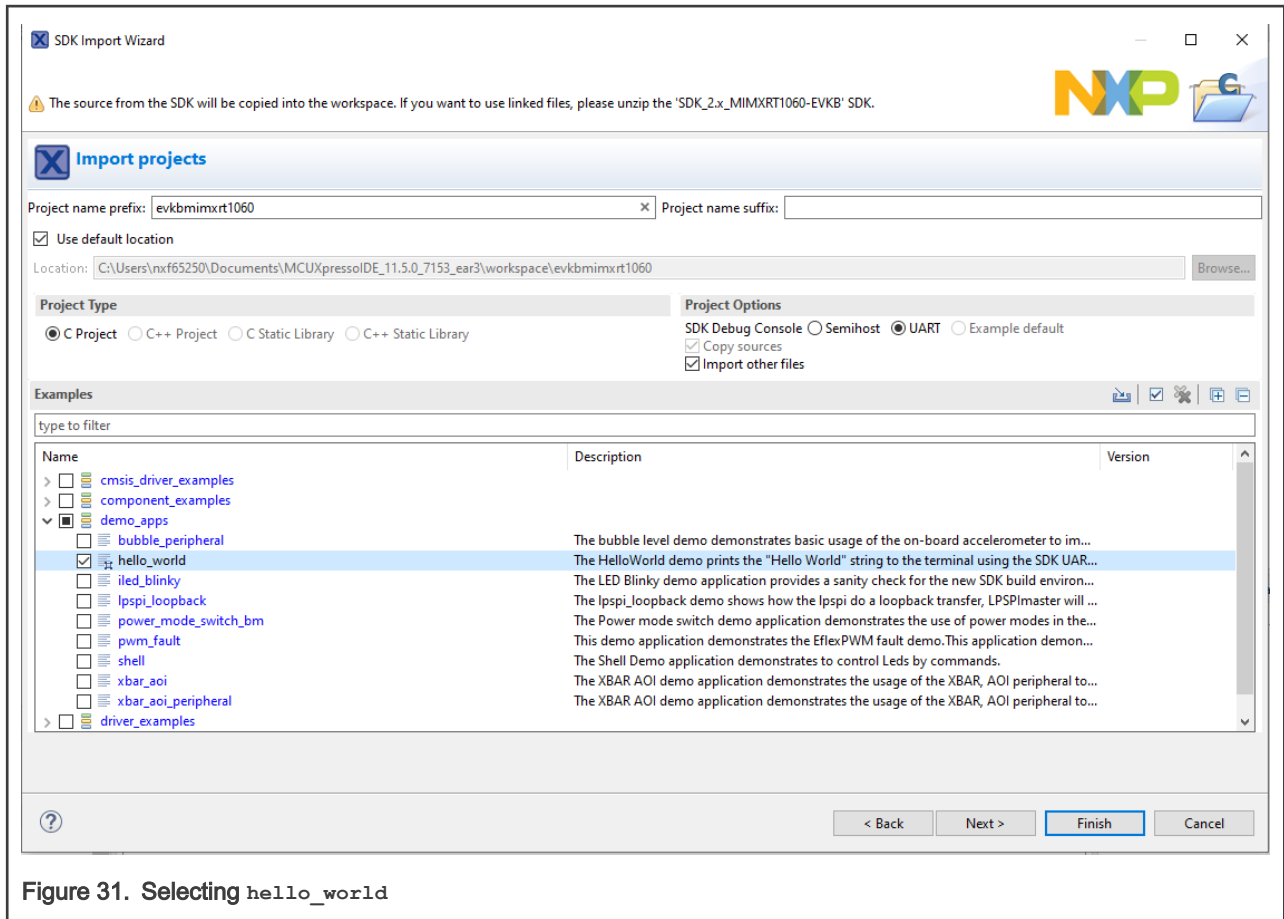 SDK Import Wizard
The source from the SDK will be copied into the workspace. If you want to use linked files, please unzip the 'SDK_2.x_MIMXRT1060-EVKB' SDK.
NXP
Import projects
Project name prefix: evkbmimxrt1060 Project name suffix:
Use default location
Location: C:\Users\nxf65250\Documents\MCUXpressoIDE_11.5.0_7153_ear3\workspace\evkbmimxrt1060 Browse...
Project Type Project Options
C Project C++ Project C Static Library C++ Static Library SDK Debug Console Semihost UART Example default
Copy sources
Import other files
Examples
type to filter
Name Description Version
cmsis_driver_examples
component_examples
demo_apps
bubble_peripheral The bubble level demo demonstrates basic usage of the on-board accelerometer to im...
hello_world The HelloWorld demo prints the "Hello World" string to the terminal using the SDK UAR...
iled_blinky The LED Blinky demo application provides a sanity check for the new SDK build environ...
lpspi_loopback The lpspi_loopback demo shows how the lpspi do a loopback transfer, LPSPImaster will ...
power_mode_switch_bm The Power mode switch demo application demonstrates the use of power modes in the...
pwm_fault This demo application demonstrates the EflexPWM fault demo.This application demon...
shell The Shell Demo application demonstrates to control Leds by commands.
xbar_aoi The XBAR AOI demo application demonstrates the usage of the XBAR, AOI peripheral to...
xbar_aoi_peripheral The XBAR AOI demo application demonstrates the usage of the XBAR, AOI peripheral to...
driver_examples
< Back Next > Finish Cancel
Figure 31. Selecting hello_world